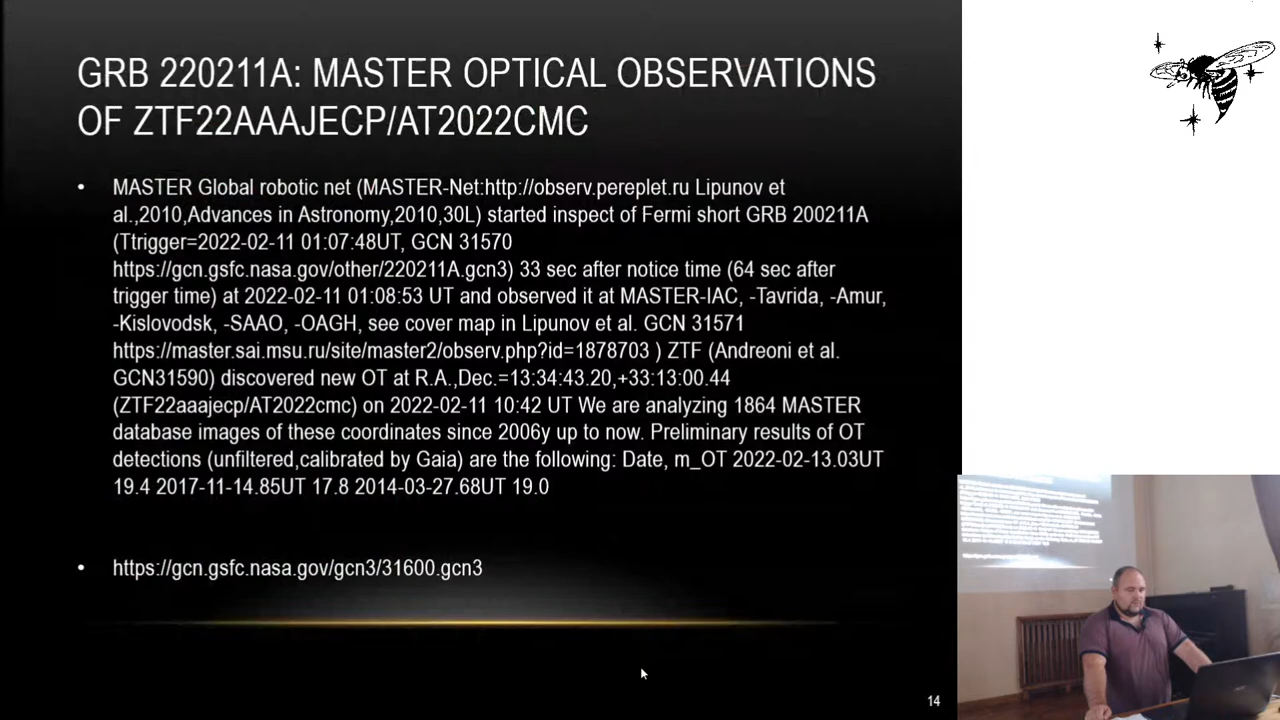 GRB 220211A: MASTER OPTICAL OBSERVATIONS
OF ZTF22AAAJECP/AT2022CMC
• MASTER Global robotic net (MASTER-Net:http://observ.pereplet.ru Lipunov et
al.,2010,Advances in Astronomy,2010,30L) started inspect of Fermi short GRB 200211A
(Ttrigger=2022-02-11 01:07:48UT, GCN 31570
https://gcn.gsfc.nasa.gov/other/220211A.gcn3) 33 sec after notice time (64 sec after
trigger time) at 2022-02-11 01:08:53 UT and observed it at MASTER-IAC, -Tavrida, -Amur,
-Kislovodsk, -SAAO, -OAGH, see cover map in Lipunov et al. GCN 31571
https://master.sai.msu.ru/site/master2/observ.php?id=1878703 ) ZTF (Andreoni et al.
GCN31590) discovered new OT at R.A.,Dec.=13:34:43.20,+33:13:00.44
(ZTF22aaajecp/AT2022cmc) on 2022-02-11 10:42 UT We are analyzing 1864 MASTER
database images of these coordinates since 2006y up to now. Preliminary results of OT
detections (unfiltered,calibrated by Gaia) are the following: Date, m_OT 2022-02-13.03UT
19.4 2017-11-14.85UT 17.8 2014-03-27.68UT 19.0
• https://gcn.gsfc.nasa.gov/gcn3/31600.gcn3
14